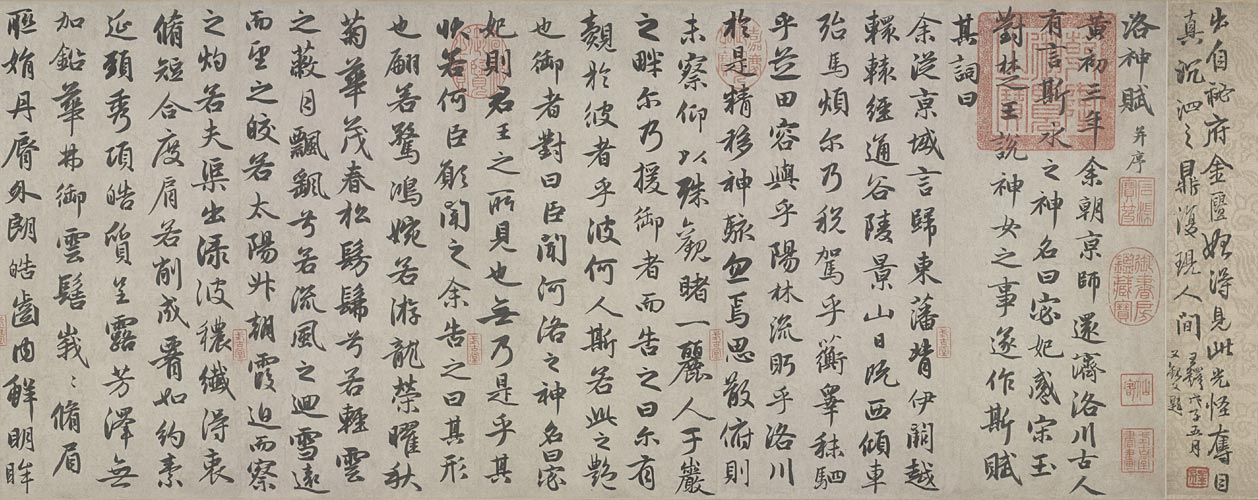 出自秘府金匱始得見此光怪奪目
真沉泗之鼎復現人間 五月
題
洛神賦 并序
黃初三年余朝京師還濟洛川古人
有言斯水之神名曰宓妃感宋玉
對楚王說神女之事遂作斯賦
其詞曰
余從京域言歸東藩背伊闕越
轘轅經通谷陵景山日既西傾車
殆馬煩尔乃稅駕乎蘅皋秣駟
乎芝田容與乎陽林流眄乎洛川
於是精移神駭忽焉思散俯則
未察仰以殊觀睹一麗人于巖
之畔尔乃援御者而告之曰尔有
覿於彼者乎彼何人斯若此之艷
也御者對曰臣聞河洛之神名曰宓
妃則君王之所見也無乃是乎其
狀若何臣願聞之余告之曰其形
也翩若驚鴻婉若游龍榮曜秋
菊華茂春松髣髴兮若輕雲
之蔽月飄颻兮若流風之迴雪遠
而望之皎若太陽升朝霞迫而察
之灼若夫渠出淥波穠纖得衷
脩短合度肩若削成腰如約素
延頸秀項皓質呈露芳澤無
加鉛華弗御雲髻峩〻脩眉
聯娟丹脣外朗皓齒內鮮明眸